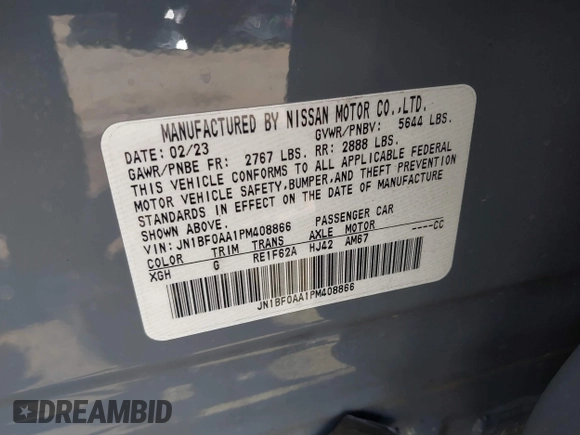 MANUFACTURED BY NISSAN MOTOR CO.,LTD.
DATE: 02/23 GVWR/PNBV: 5644 LBS.
GAWR/PNBE FR: 2767 LBS. RR: 2888 LBS.
THIS VEHICLE CONFORMS TO ALL APPLICABLE FEDERAL
MOTOR VEHICLE SAFETY,BUMPER,AND THEFT PREVENTION
STANDARDS IN EFFECT ON THE DATE OF MANUFACTURE
SHOWN ABOVE.
VIN: JN1BF0AA1PM408866 PASSENGER CAR
COLOR TRIM TRANS AXLE MOTOR ----CC
XGH G RE1F62A HJ42 AM67
JN1BF0AA1PM408866
DREAMBID